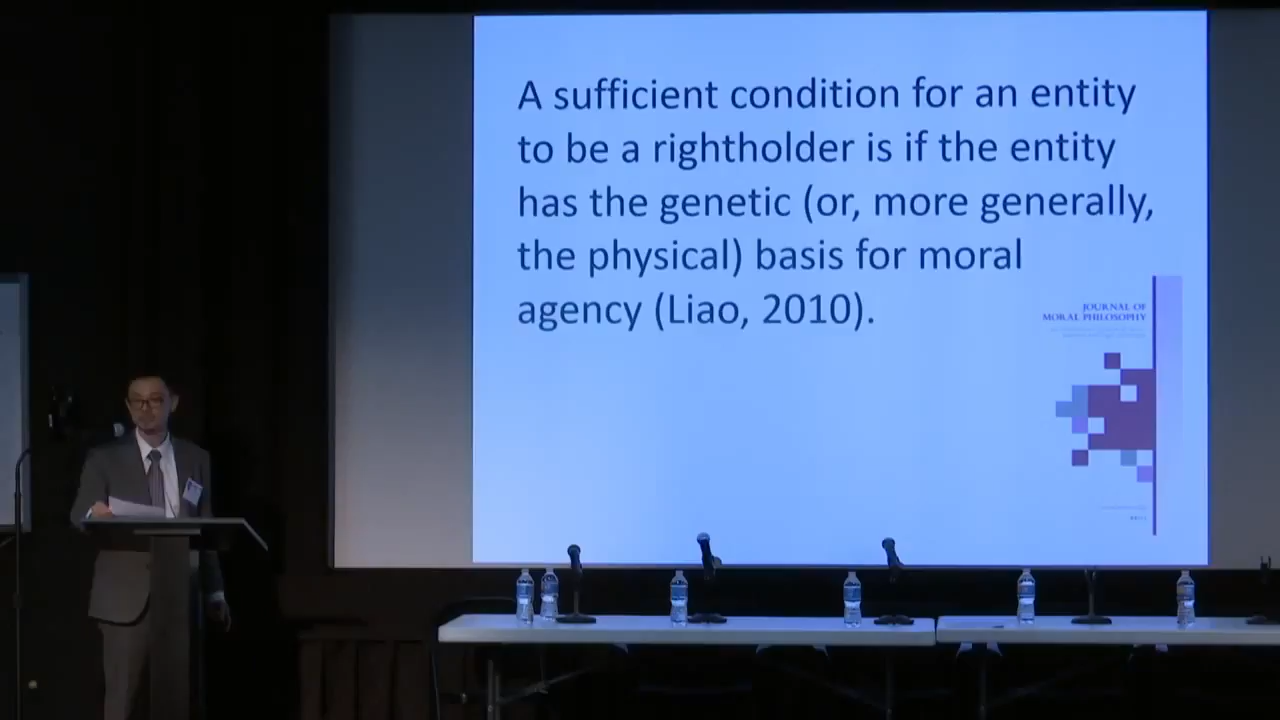 A sufficient condition for an entity
to be a rightholder is if the entity
has the genetic (or, more generally,
the physical) basis for moral
agency (Liao, 2010).
JOURNAL OF
MORAL PHILOSOPHY